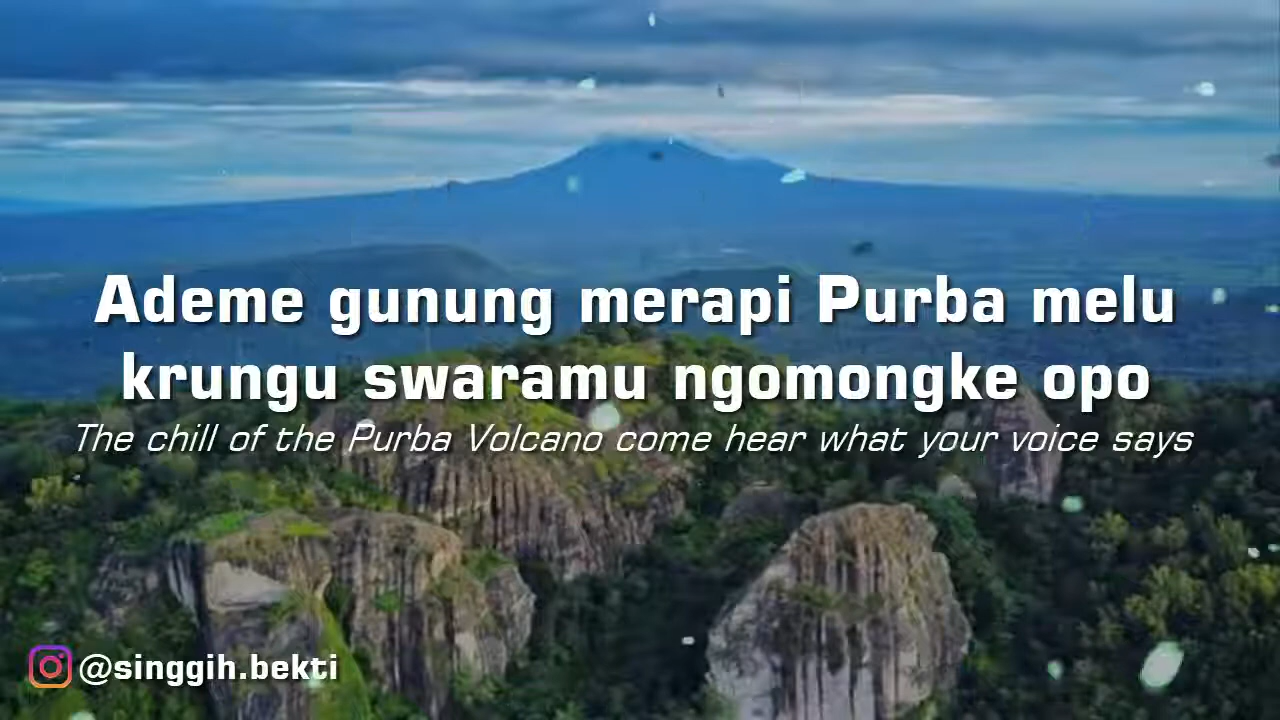 Ademe gunung merapi Purba melu
krungu swaramu ngomongke opo
The chill of the Purba Volcano come hear what your voice says
@singgih.bekti